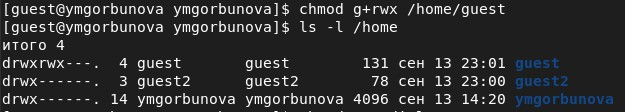 [guest@ymgorbunova ymgorbunova]$ chmod g+rwx /home/guest
[guest@ymgorbunova ymgorbunova]$ ls -l /home
итого 4
drwxrwx---.  4 guest       guest        131 сен 13 23:01 guest
drwx------.  3 guest2      guest2        78 сен 13 23:00 guest2
drwx------. 14 ymgorbunova ymgorbunova 4096 сен 13 14:20 ymgorbunova